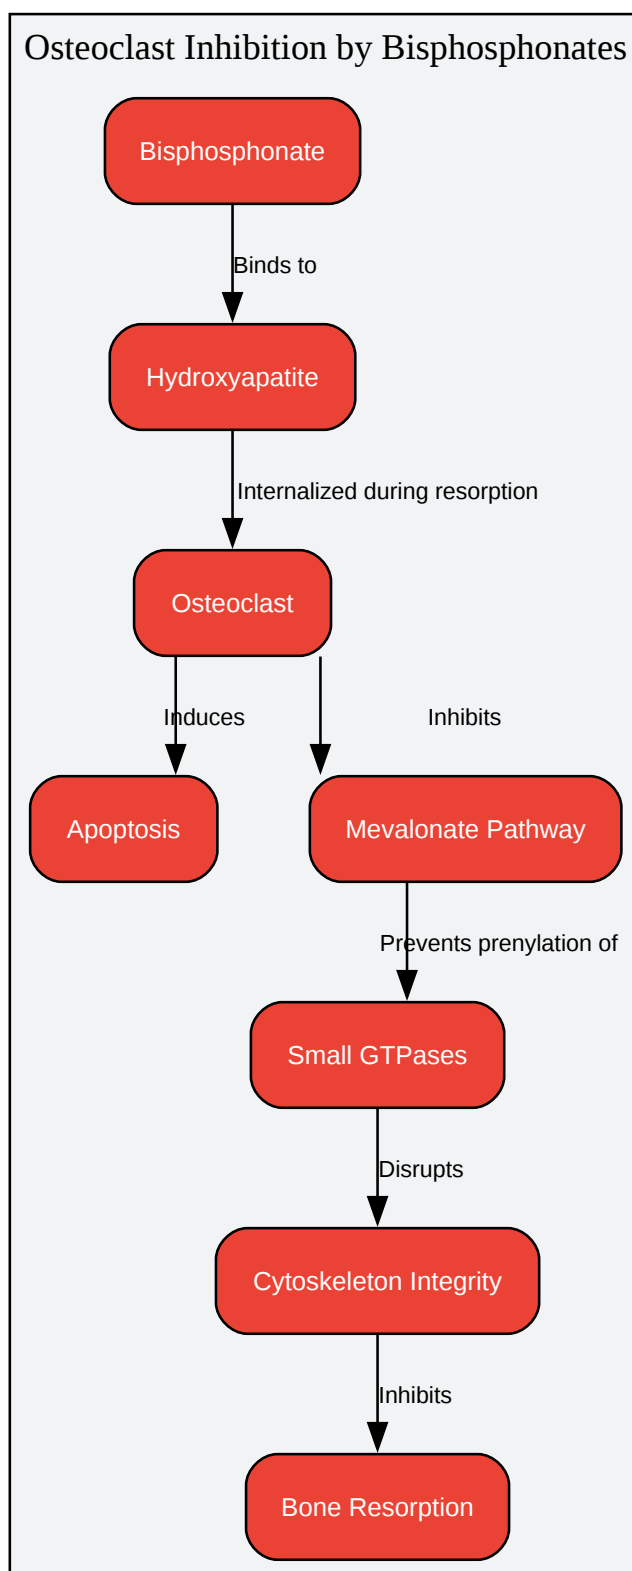 Osteoclast Inhibition by Bisphosphonates
Bisphosphonate
Binds to
Hydroxyapatite
Internalized during resorption
Osteoclast
Induces
Inhibits
Apoptosis
Mevalonate Pathway
Prevents prenylation of
Small GTPases
Disrupts
Cytoskeleton Integrity
Inhibits
Bone Resorption